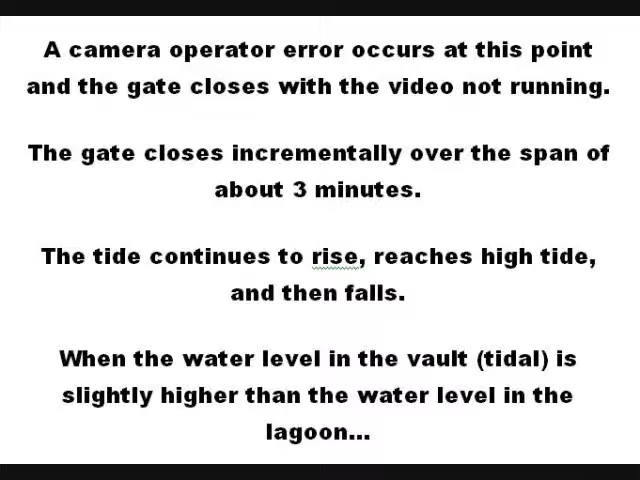 A camera operator error occurs at this point
and the gate closes with the video not running.
The gate closes incrementally over the span of
about 3 minutes.
The tide continues to rise, reaches high tide,
and then falls.
When the water level in the vault (tidal) is
slightly higher than the water level in the
lagoon...